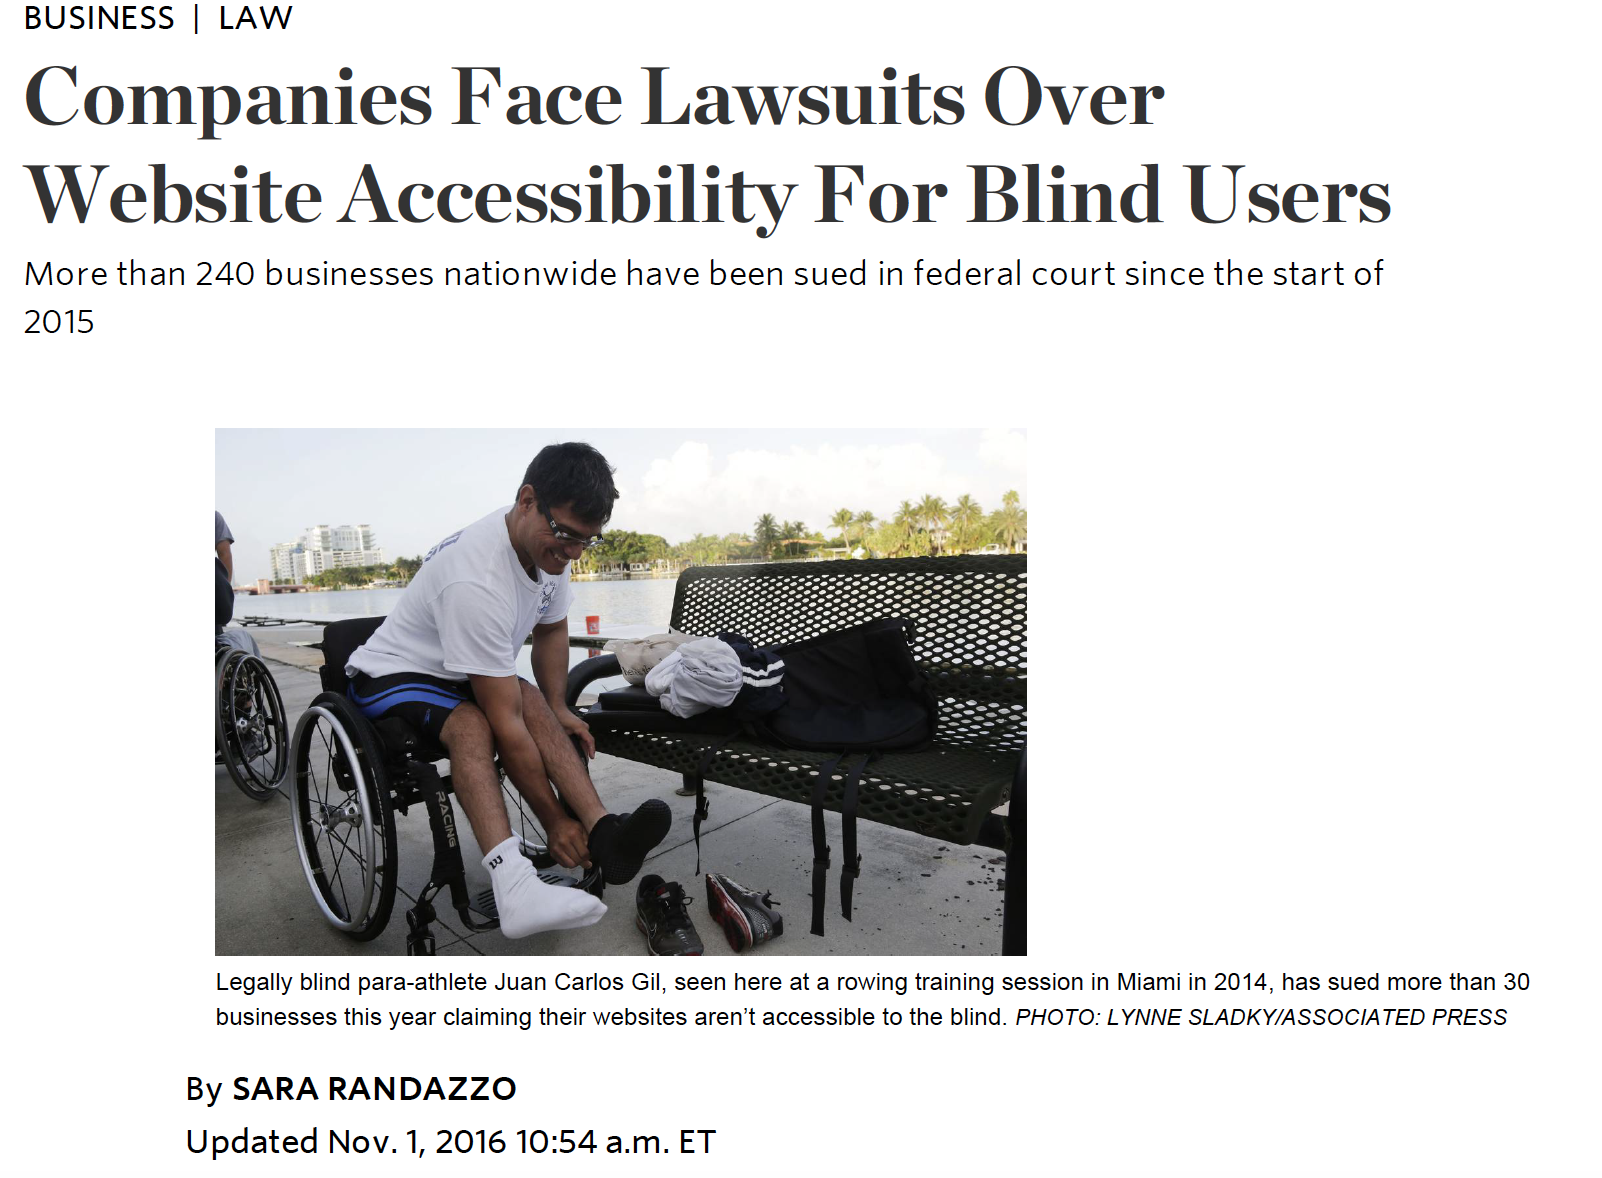 BUSINESS | LAW
Companies Face Lawsuits Over
Website Accessibility For Blind Users
More than 240 businesses nationwide have been sued in federal court since the start of
2015
RACING
Legally blind para-athlete Juan Carlos Gil, seen here at a rowing training session in Miami in 2014, has sued more than 30
businesses this year claiming their websites aren’t accessible to the blind. PHOTO: LYNNE SLADKY/ASSOCIATED PRESS
By SARA RANDAZZO
Updated Nov. 1, 2016 10:54 a.m. ET